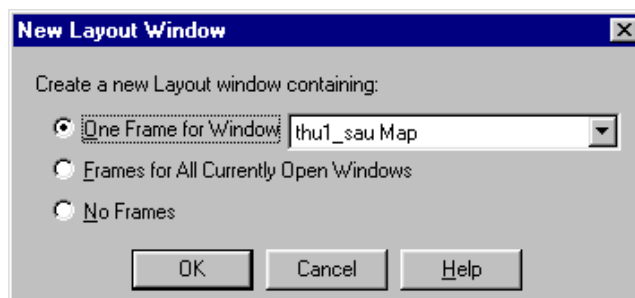 New Layout Window
Create a new Layout window containing:
One Frame for Window thu1_sau Map
Frames for All Currently Open Windows
No Frames
OK Cancel Help